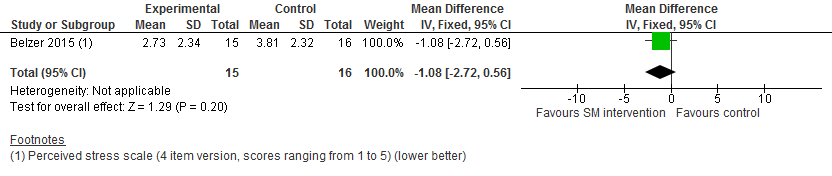 Experimental Control Mean Difference Mean Difference
Study or Subgroup Mean SD Total Mean SD Total Weight IV, Fixed, 95% CI IV, Fixed, 95% CI
Belzer 2015 (1) 2.73 2.34 15 3.81 2.32 16 100.0% -1.08 [-2.72, 0.56]
Total (95% CI) 15 16 100.0% -1.08 [-2.72, 0.56]
Heterogeneity: Not applicable
Test for overall effect: Z = 1.29 (P = 0.20)
-10 -5 0 5 10
Favours SM intervention Favours control
Footnotes
(1) Perceived stress scale (4 item version, scores ranging from 1 to 5) (lower better)